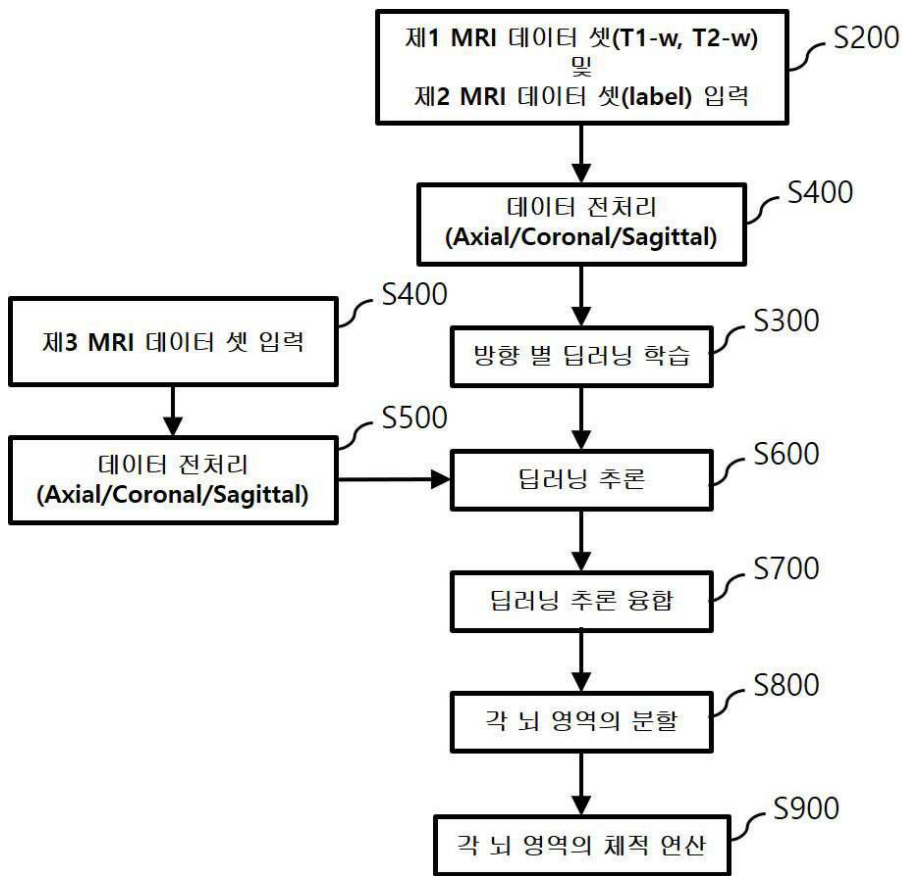 제1 MRI 데이터 셋(T1-w, T2-w)
및
제2 MRI 데이터 셋(label) 입력
S200
데이터 전처리
(Axial/Coronal/Sagittal)
S400
제3 MRI 데이터 셋 입력
S400
방향 별 딥러닝 학습
S300
데이터 전처리
(Axial/Coronal/Sagittal)
S500
딥러닝 추론
S600
딥러닝 추론 융합
S700
각 뇌 영역의 분할
S800
각 뇌 영역의 체적 연산
S900